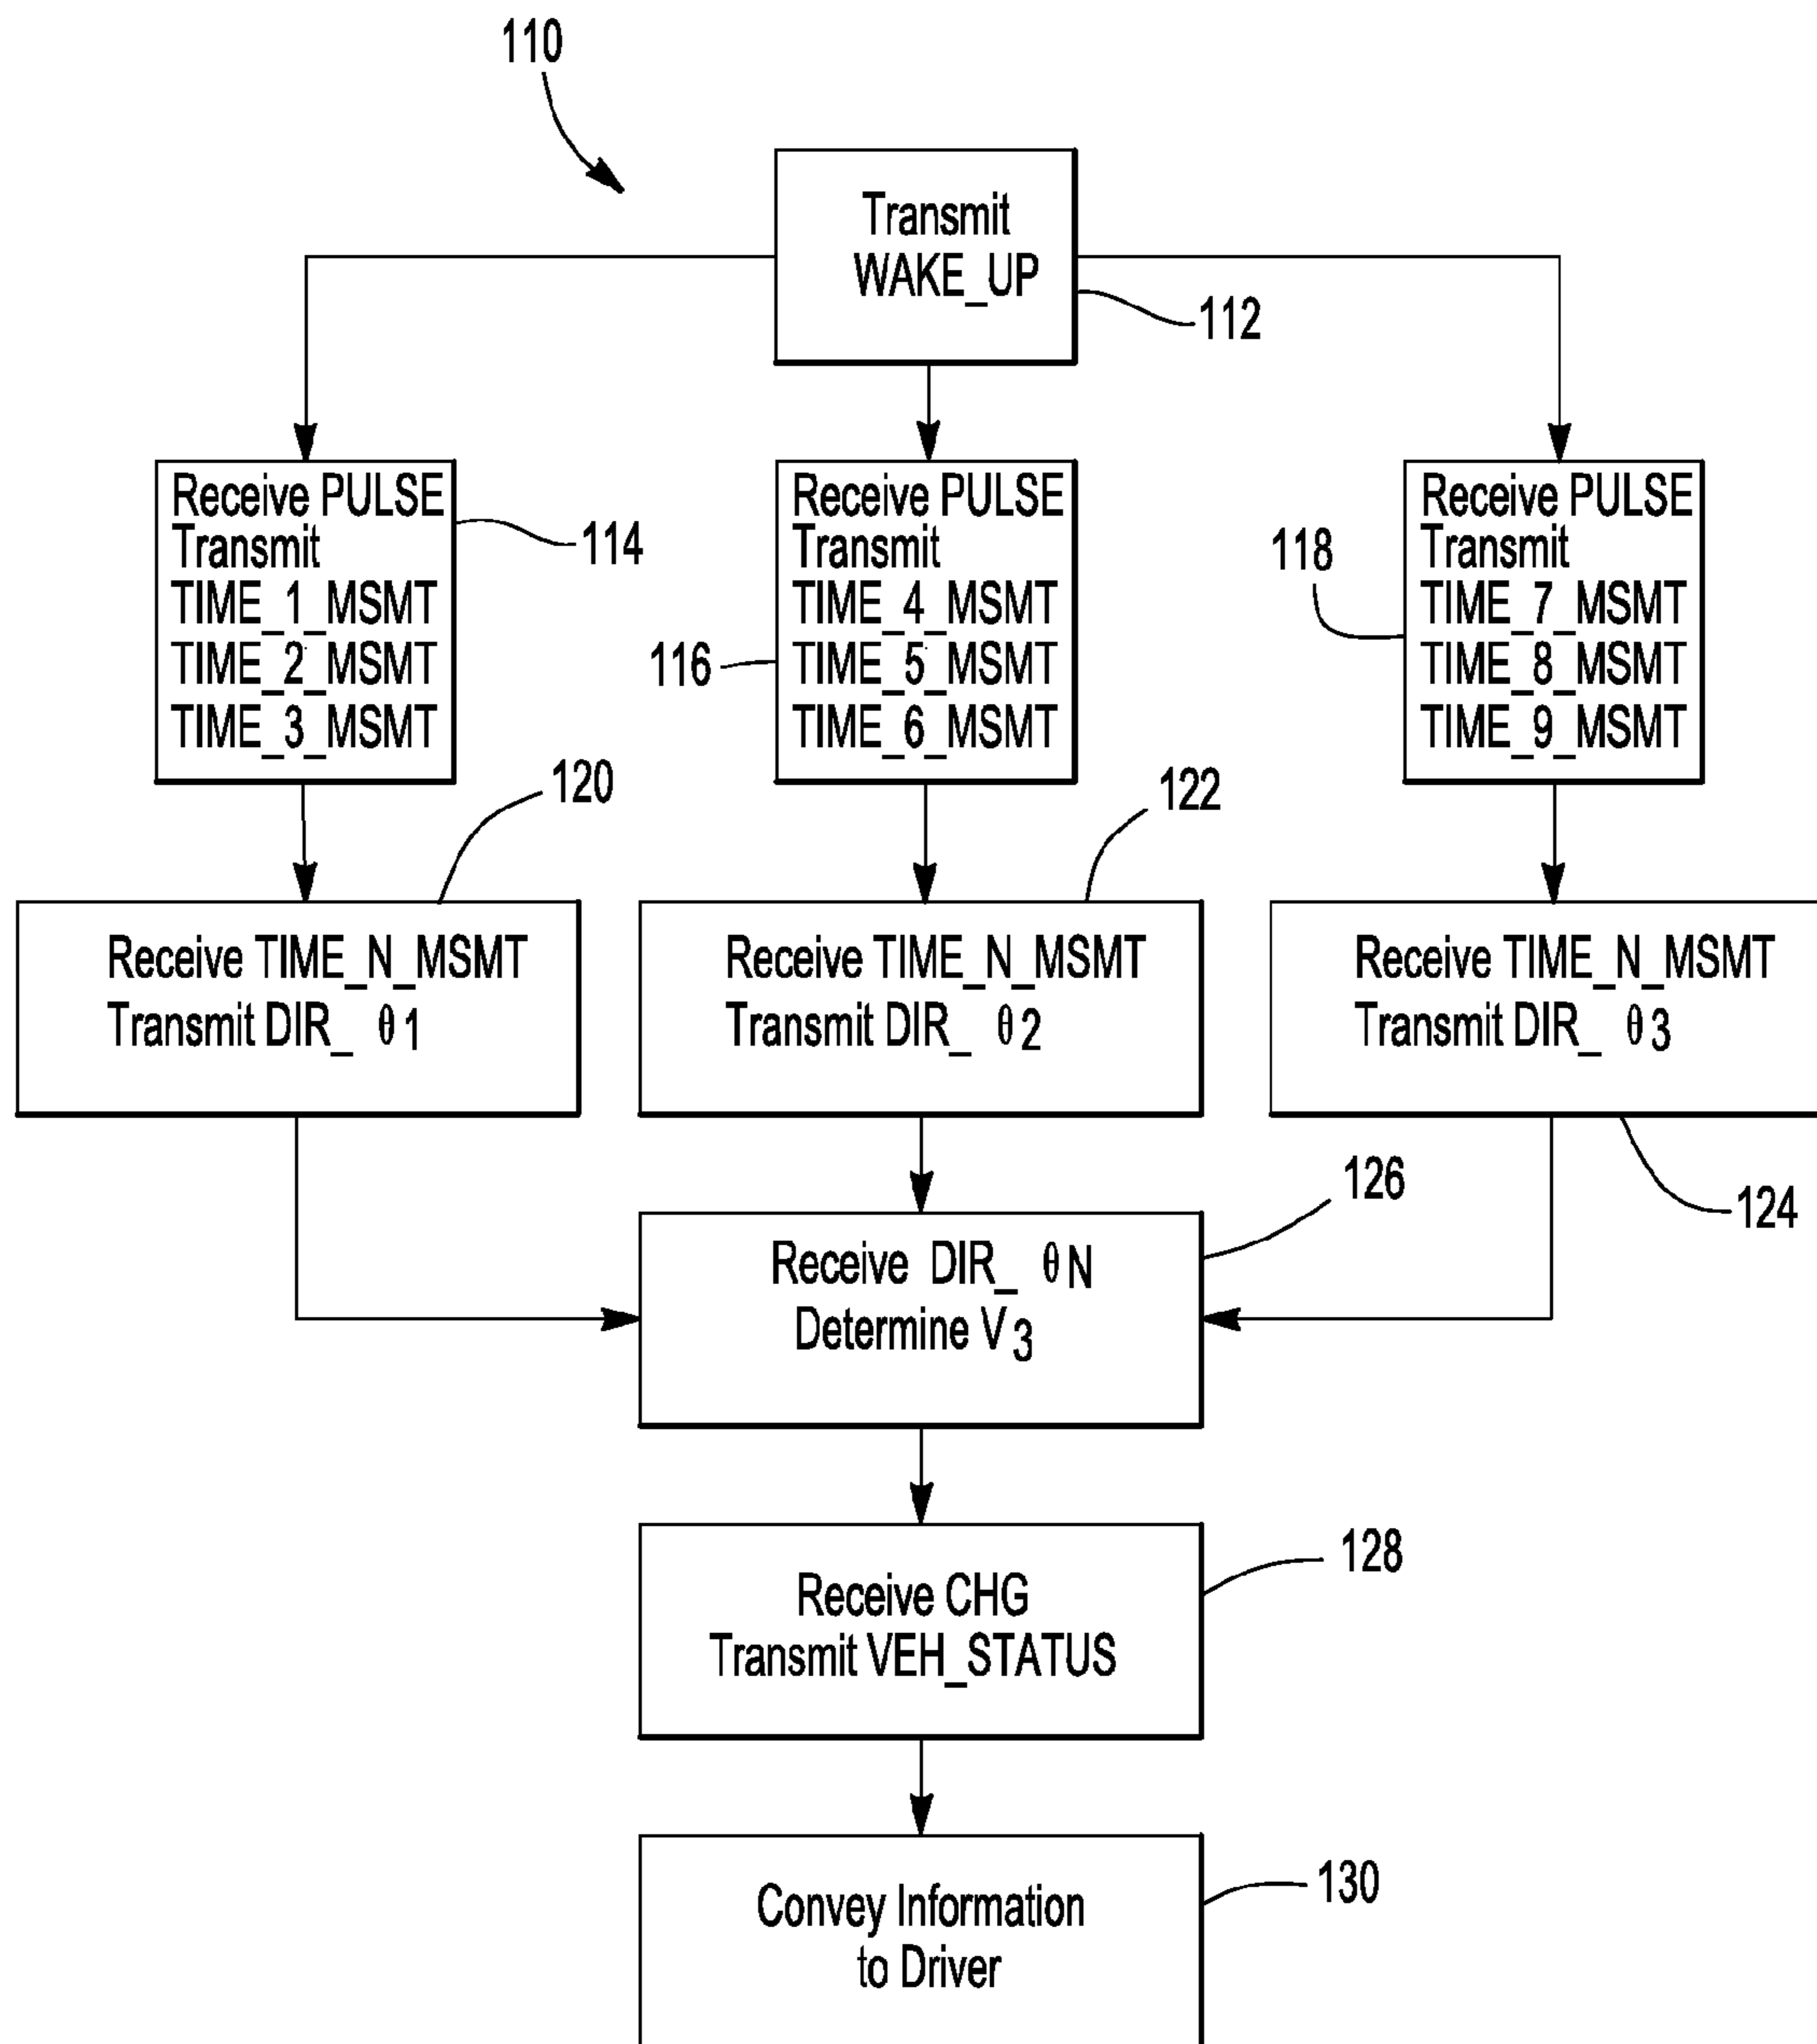 110
Transmit
WAKE_UP
112
Receive PULSE
Transmit
TIME_1_MSMT
TIME_2_MSMT
TIME_3_MSMT
114
Receive PULSE
Transmit
TIME_4_MSMT
TIME_5_MSMT
TIME_6_MSMT
116
Receive PULSE
Transmit
TIME_7_MSMT
TIME_8_MSMT
TIME_9_MSMT
118
120
Receive TIME_N_MSMT
Transmit DIR_ θ1
122
Receive TIME_N_MSMT
Transmit DIR_ θ2
Receive TIME_N_MSMT
Transmit DIR_ θ3
124
126
Receive DIR_ θN
Determine V3
128
Receive CHG
Transmit VEH_STATUS
130
Convey Information
to Driver